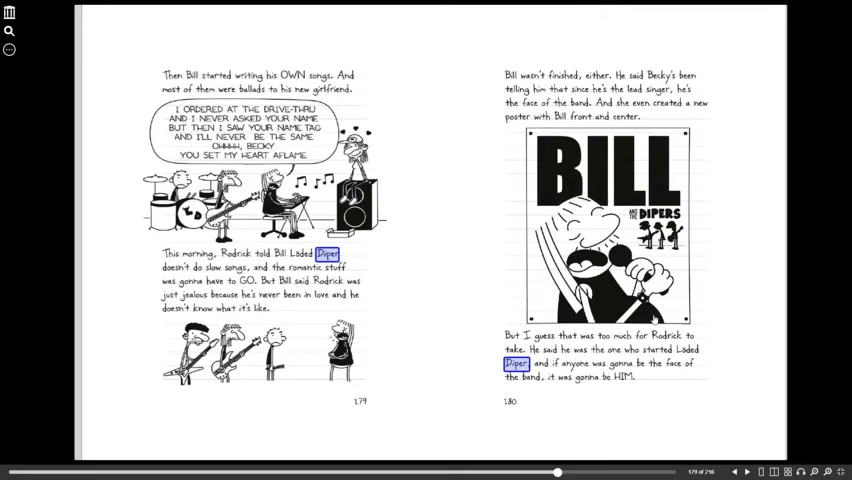 Then Bill started writing his OWN songs. And
most of them were ballads to his new girlfriend.
I ORDERED AT THE DRIVE-THRU
AND I NEVER ASKED YOUR NAME
BUT THEN I SAW YOUR NAME TAG
AND I'LL NEVER BE THE SAME
OHHHH, BECKY
YOU SET MY HEART AFLAME
LD
This morning, Rodrick told Bill Löded Diper
doesn't do slow songs, and the romantic stuff
was gonna have to GO. But Bill said Rodrick was
just jealous because he's never been in love and he
doesn't know what it's like.
179
Bill wasn't finished, either. He said Becky's been
telling him that since he's the lead singer, he's
the face of the band. And she even created a new
poster with Bill front and center.
BILL
AND THE DIPERS
But I guess that was too much for Rodrick to
take. He said he was the one who started Löded
Diper and if anyone was gonna be the face of
the band, it was gonna be HIM.
180
179 of 216